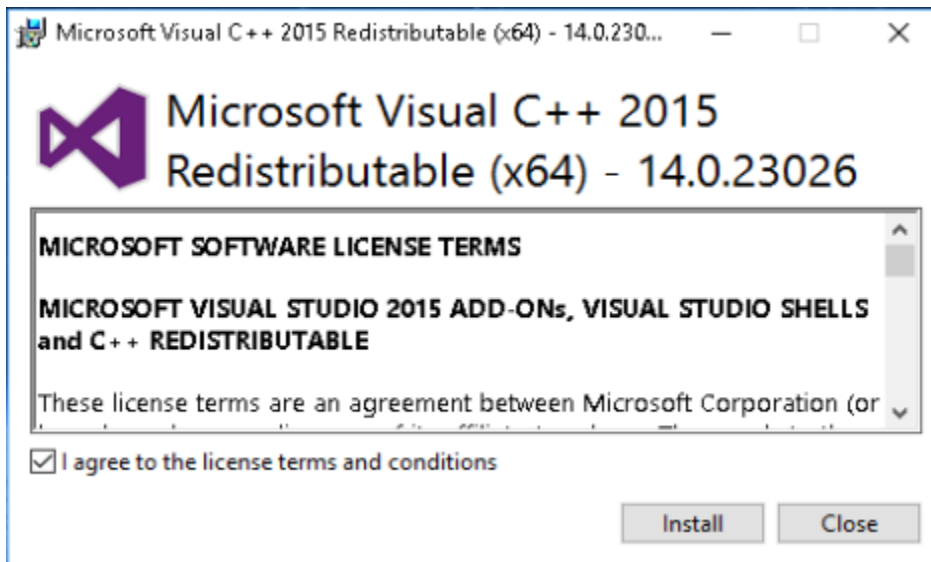 Microsoft Visual C++ 2015 Redistributable (x64) - 14.0.230...
Microsoft Visual C++ 2015
Redistributable (x64) - 14.0.23026
MICROSOFT SOFTWARE LICENSE TERMS
MICROSOFT VISUAL STUDIO 2015 ADD-ONs, VISUAL STUDIO SHELLS
and C++ REDISTRIBUTABLE
These license terms are an agreement between Microsoft Corporation (or
I agree to the license terms and conditions
Install
Close